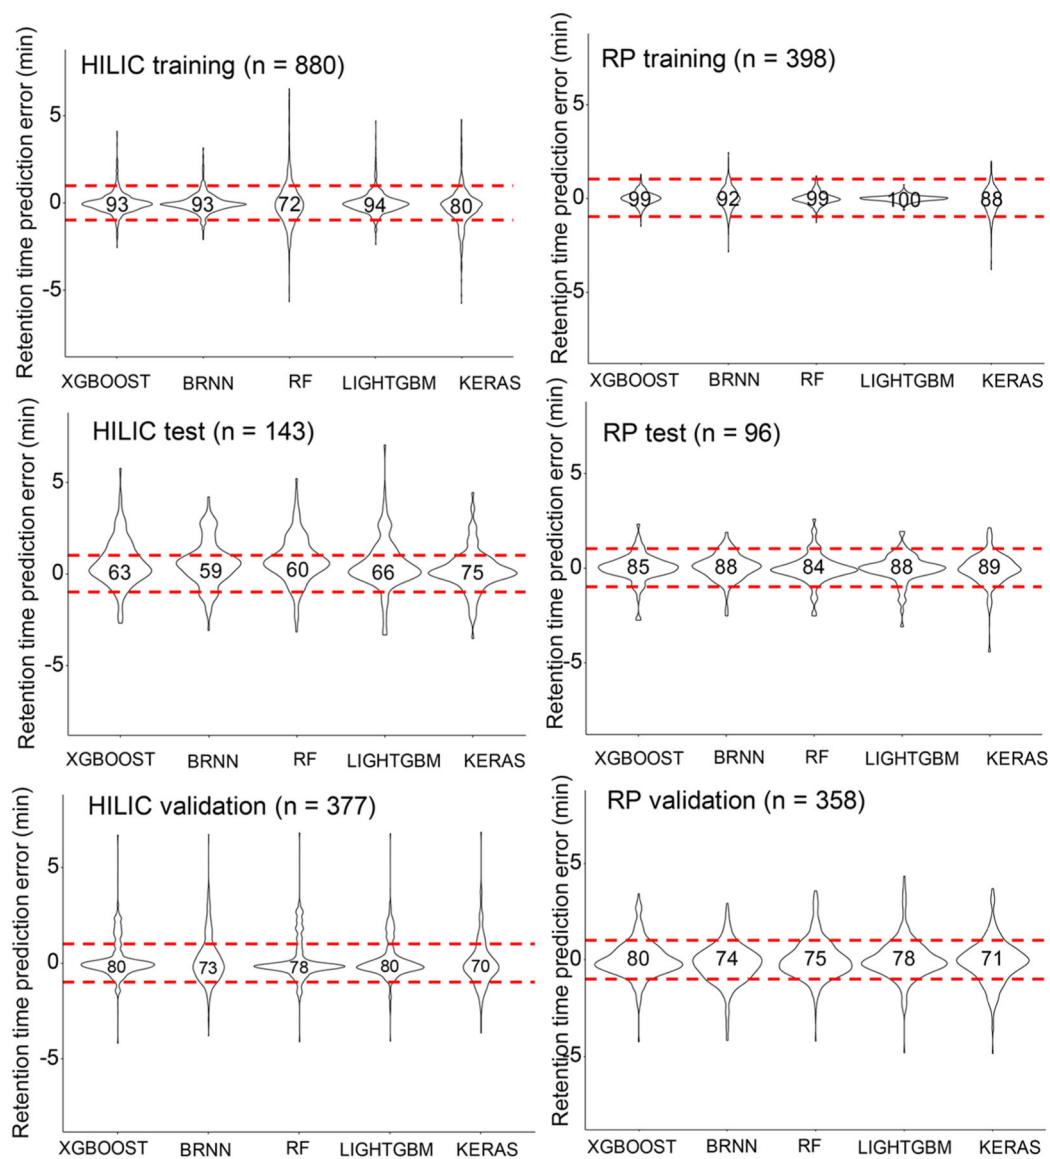 Retention time prediction error (min)
HILIC training (n = 880)
5
0
-5
93
93
72
94
80
XGBOOST
BRNN
RF
LIGHTGBM
KERAS
Retention time prediction error (min)
RP training (n = 398)
5
0
-5
99
92
99
100
88
XGBOOST
BRNN
RF
LIGHTGBM
KERAS
Retention time prediction error (min)
HILIC test (n = 143)
5
0
-5
63
59
60
66
75
XGBOOST
BRNN
RF
LIGHTGBM
KERAS
Retention time prediction error (min)
RP test (n = 96)
5
0
-5
85
88
84
88
89
XGBOOST
BRNN
RF
LIGHTGBM
KERAS
Retention time prediction error (min)
HILIC validation (n = 377)
5
0
-5
80
73
78
80
70
XGBOOST
BRNN
RF
LIGHTGBM
KERAS
Retention time prediction error (min)
RP validation (n = 358)
5
0
-5
80
74
75
78
71
XGBOOST
BRNN
RF
LIGHTGBM
KERAS